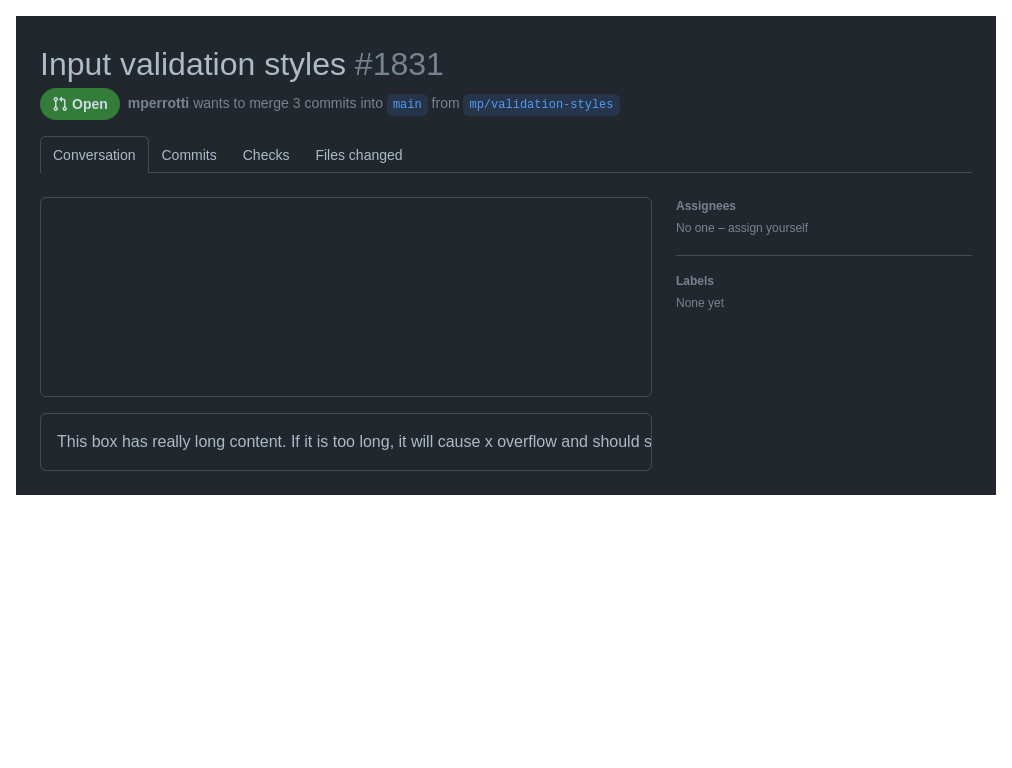 Input validation styles #1831
Open mperrotti wants to merge 3 commits into main from mp/validation-styles
Conversation Commits Checks Files changed
Assignees
No one – assign yourself
Labels
None yet
This box has really long content. If it is too long, it will cause x overflow and should s